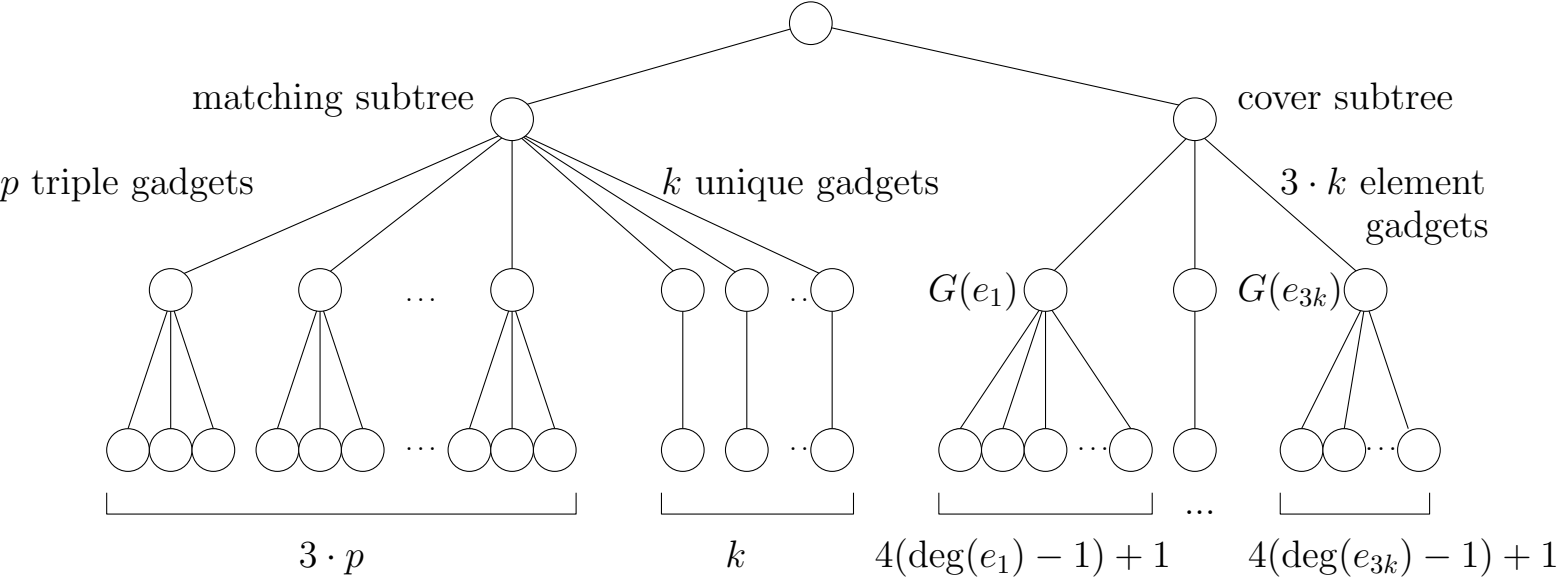 matching subtree
cover subtree
p triple gadgets
k unique gadgets
3 · k element
gadgets
...
..
G(e₁)
G(e₃ₖ)
...
..
...
...
...
3 · p
k
4(deg(e₁) − 1) + 1
4(deg(e₃ₖ) − 1) + 1